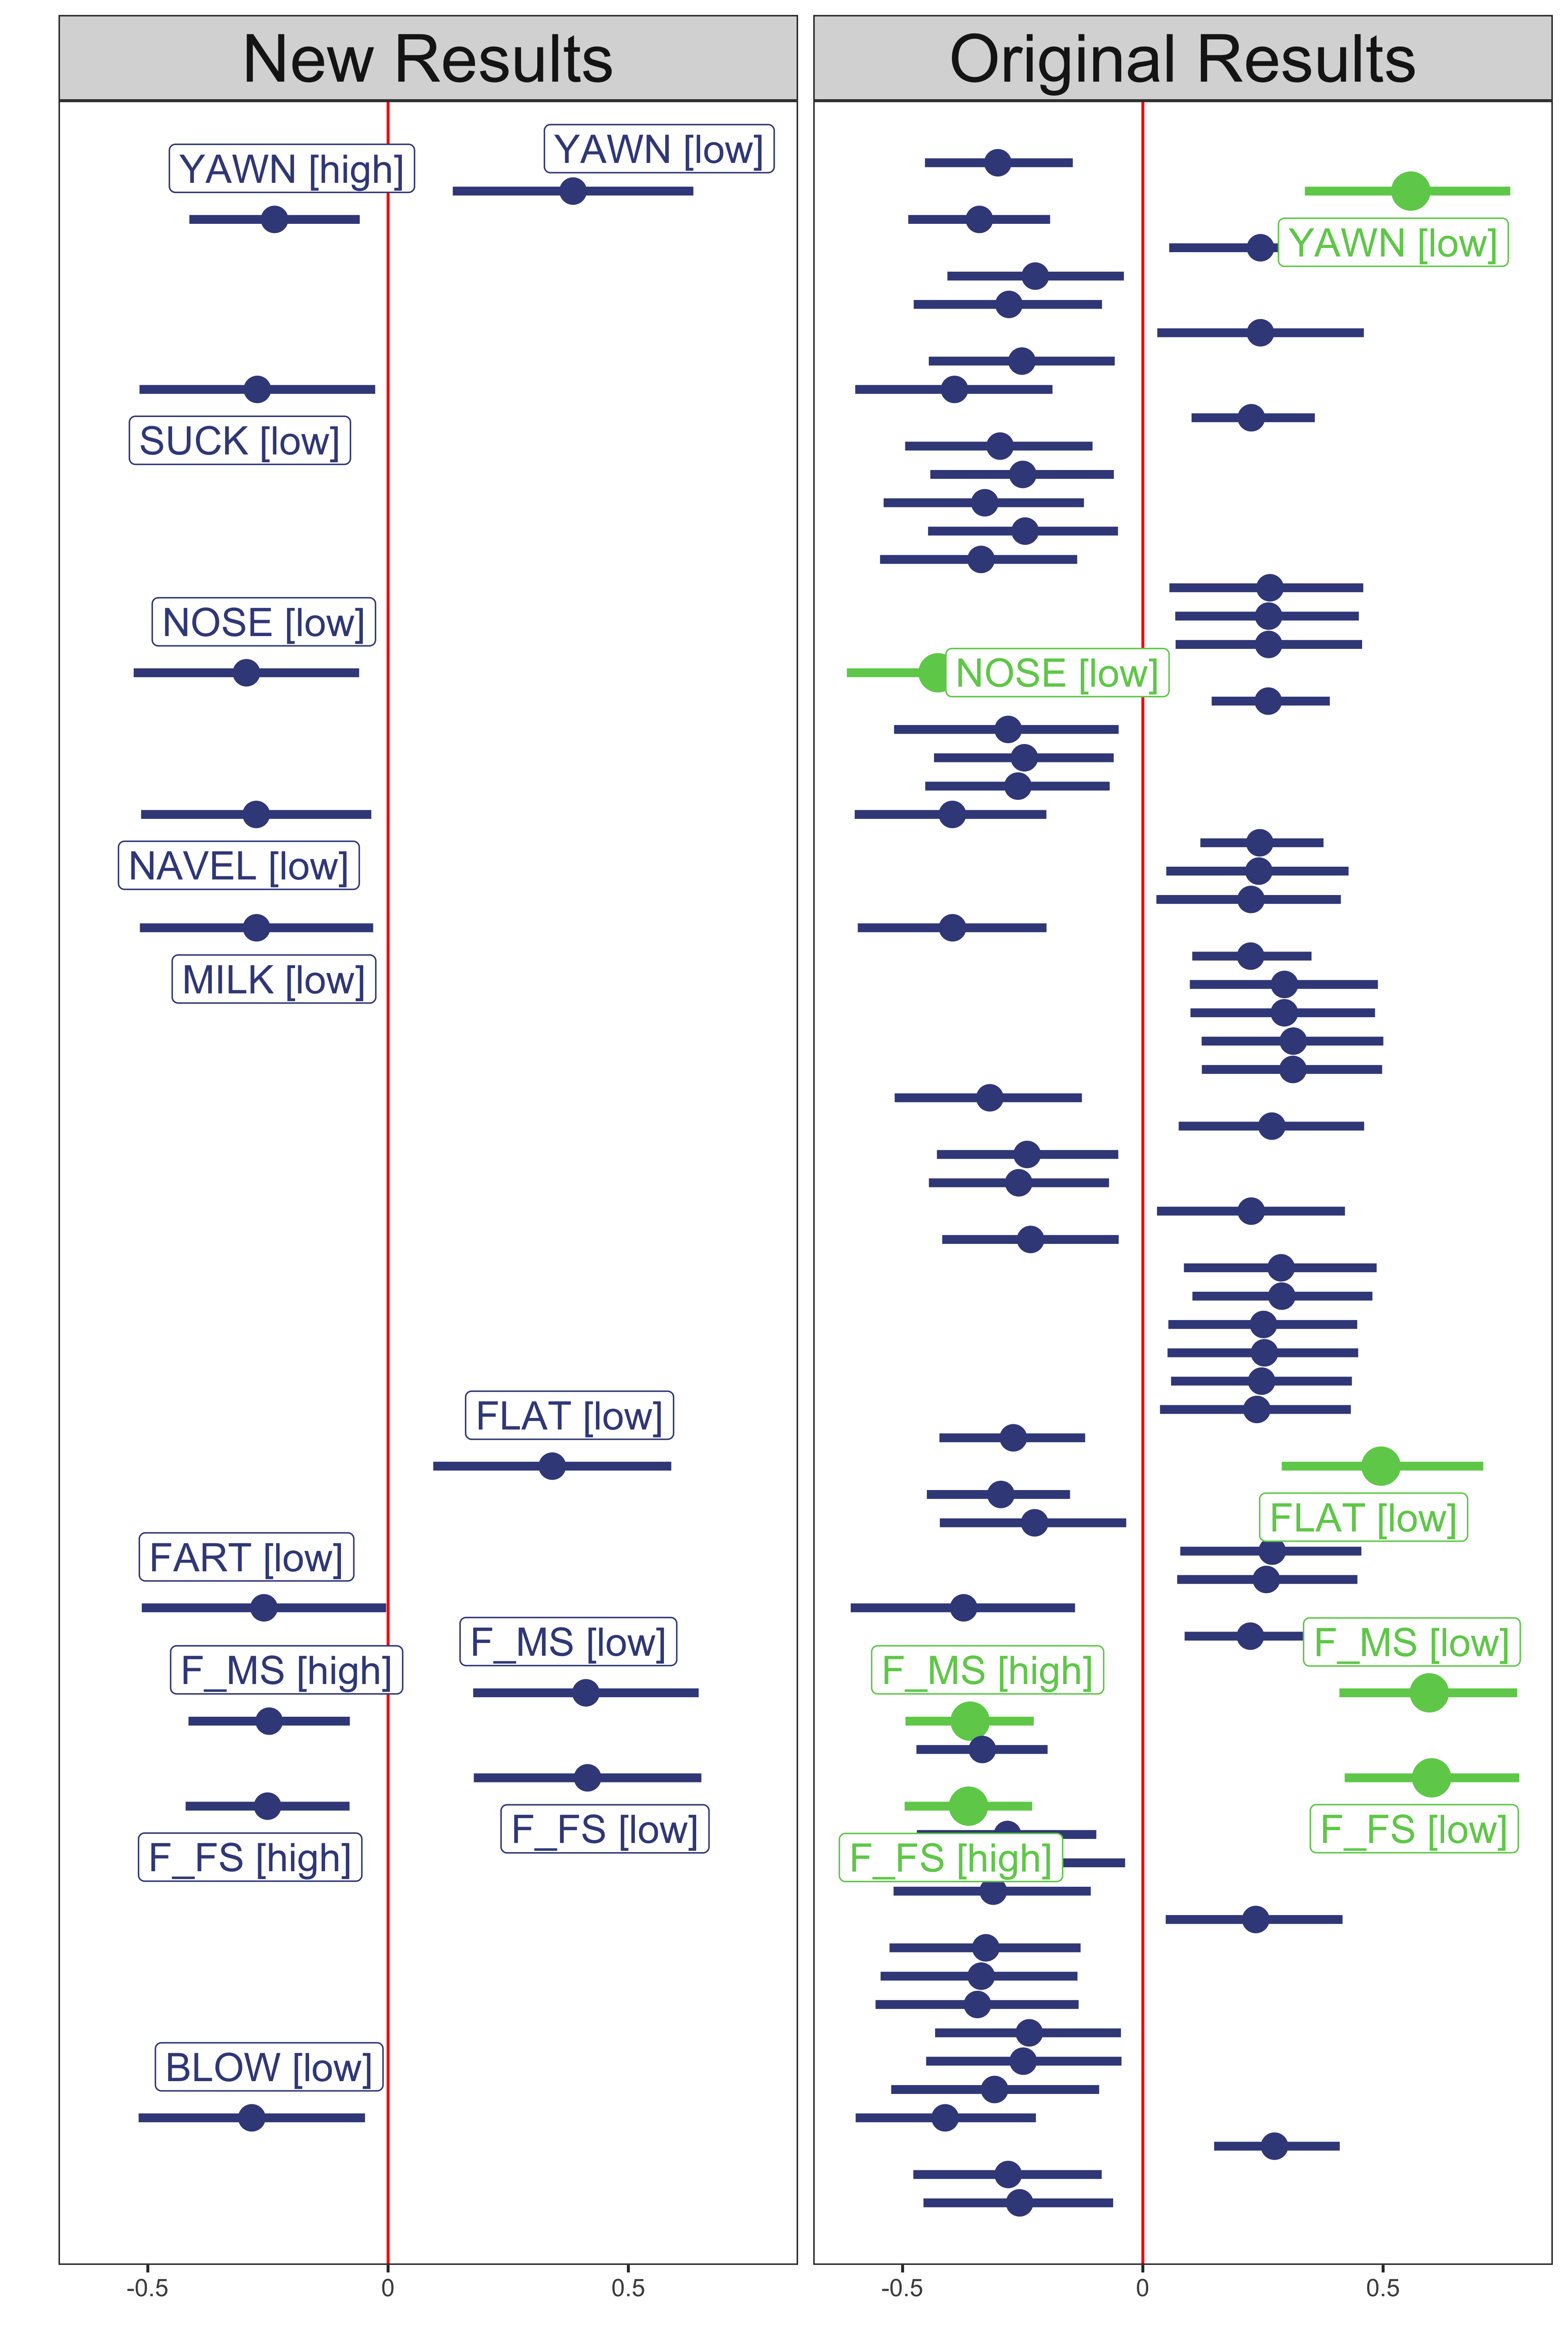 New Results
YAWN [low]
YAWN [high]
SUCK [low]
NOSE [low]
NAVEL [low]
MILK [low]
FLAT [low]
FART [low]
F_MS [low]
F_MS [high]
F_FS [low]
F_FS [high]
BLOW [low]
-0.5 0 0.5
Original Results
YAWN [low]
NOSE [low]
FLAT [low]
F_MS [low]
F_MS [high]
F_FS [low]
F_FS [high]
-0.5 0 0.5